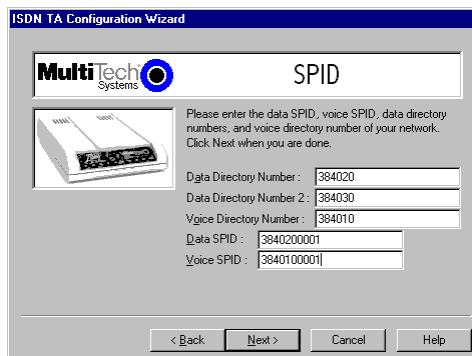 ISDN TA Configuration Wizard
MultiTech
Systems
SPID
Please enter the data SPID, voice SPID, data directory
numbers, and voice directory number of your network.
Click Next when you are done.
Data Directory Number : 384020
Data Directory Number 2 : 384030
Voice Directory Number : 384010
Data SPID : 3840200001
Voice SPID : 3840100001
< Back Next > Cancel Help